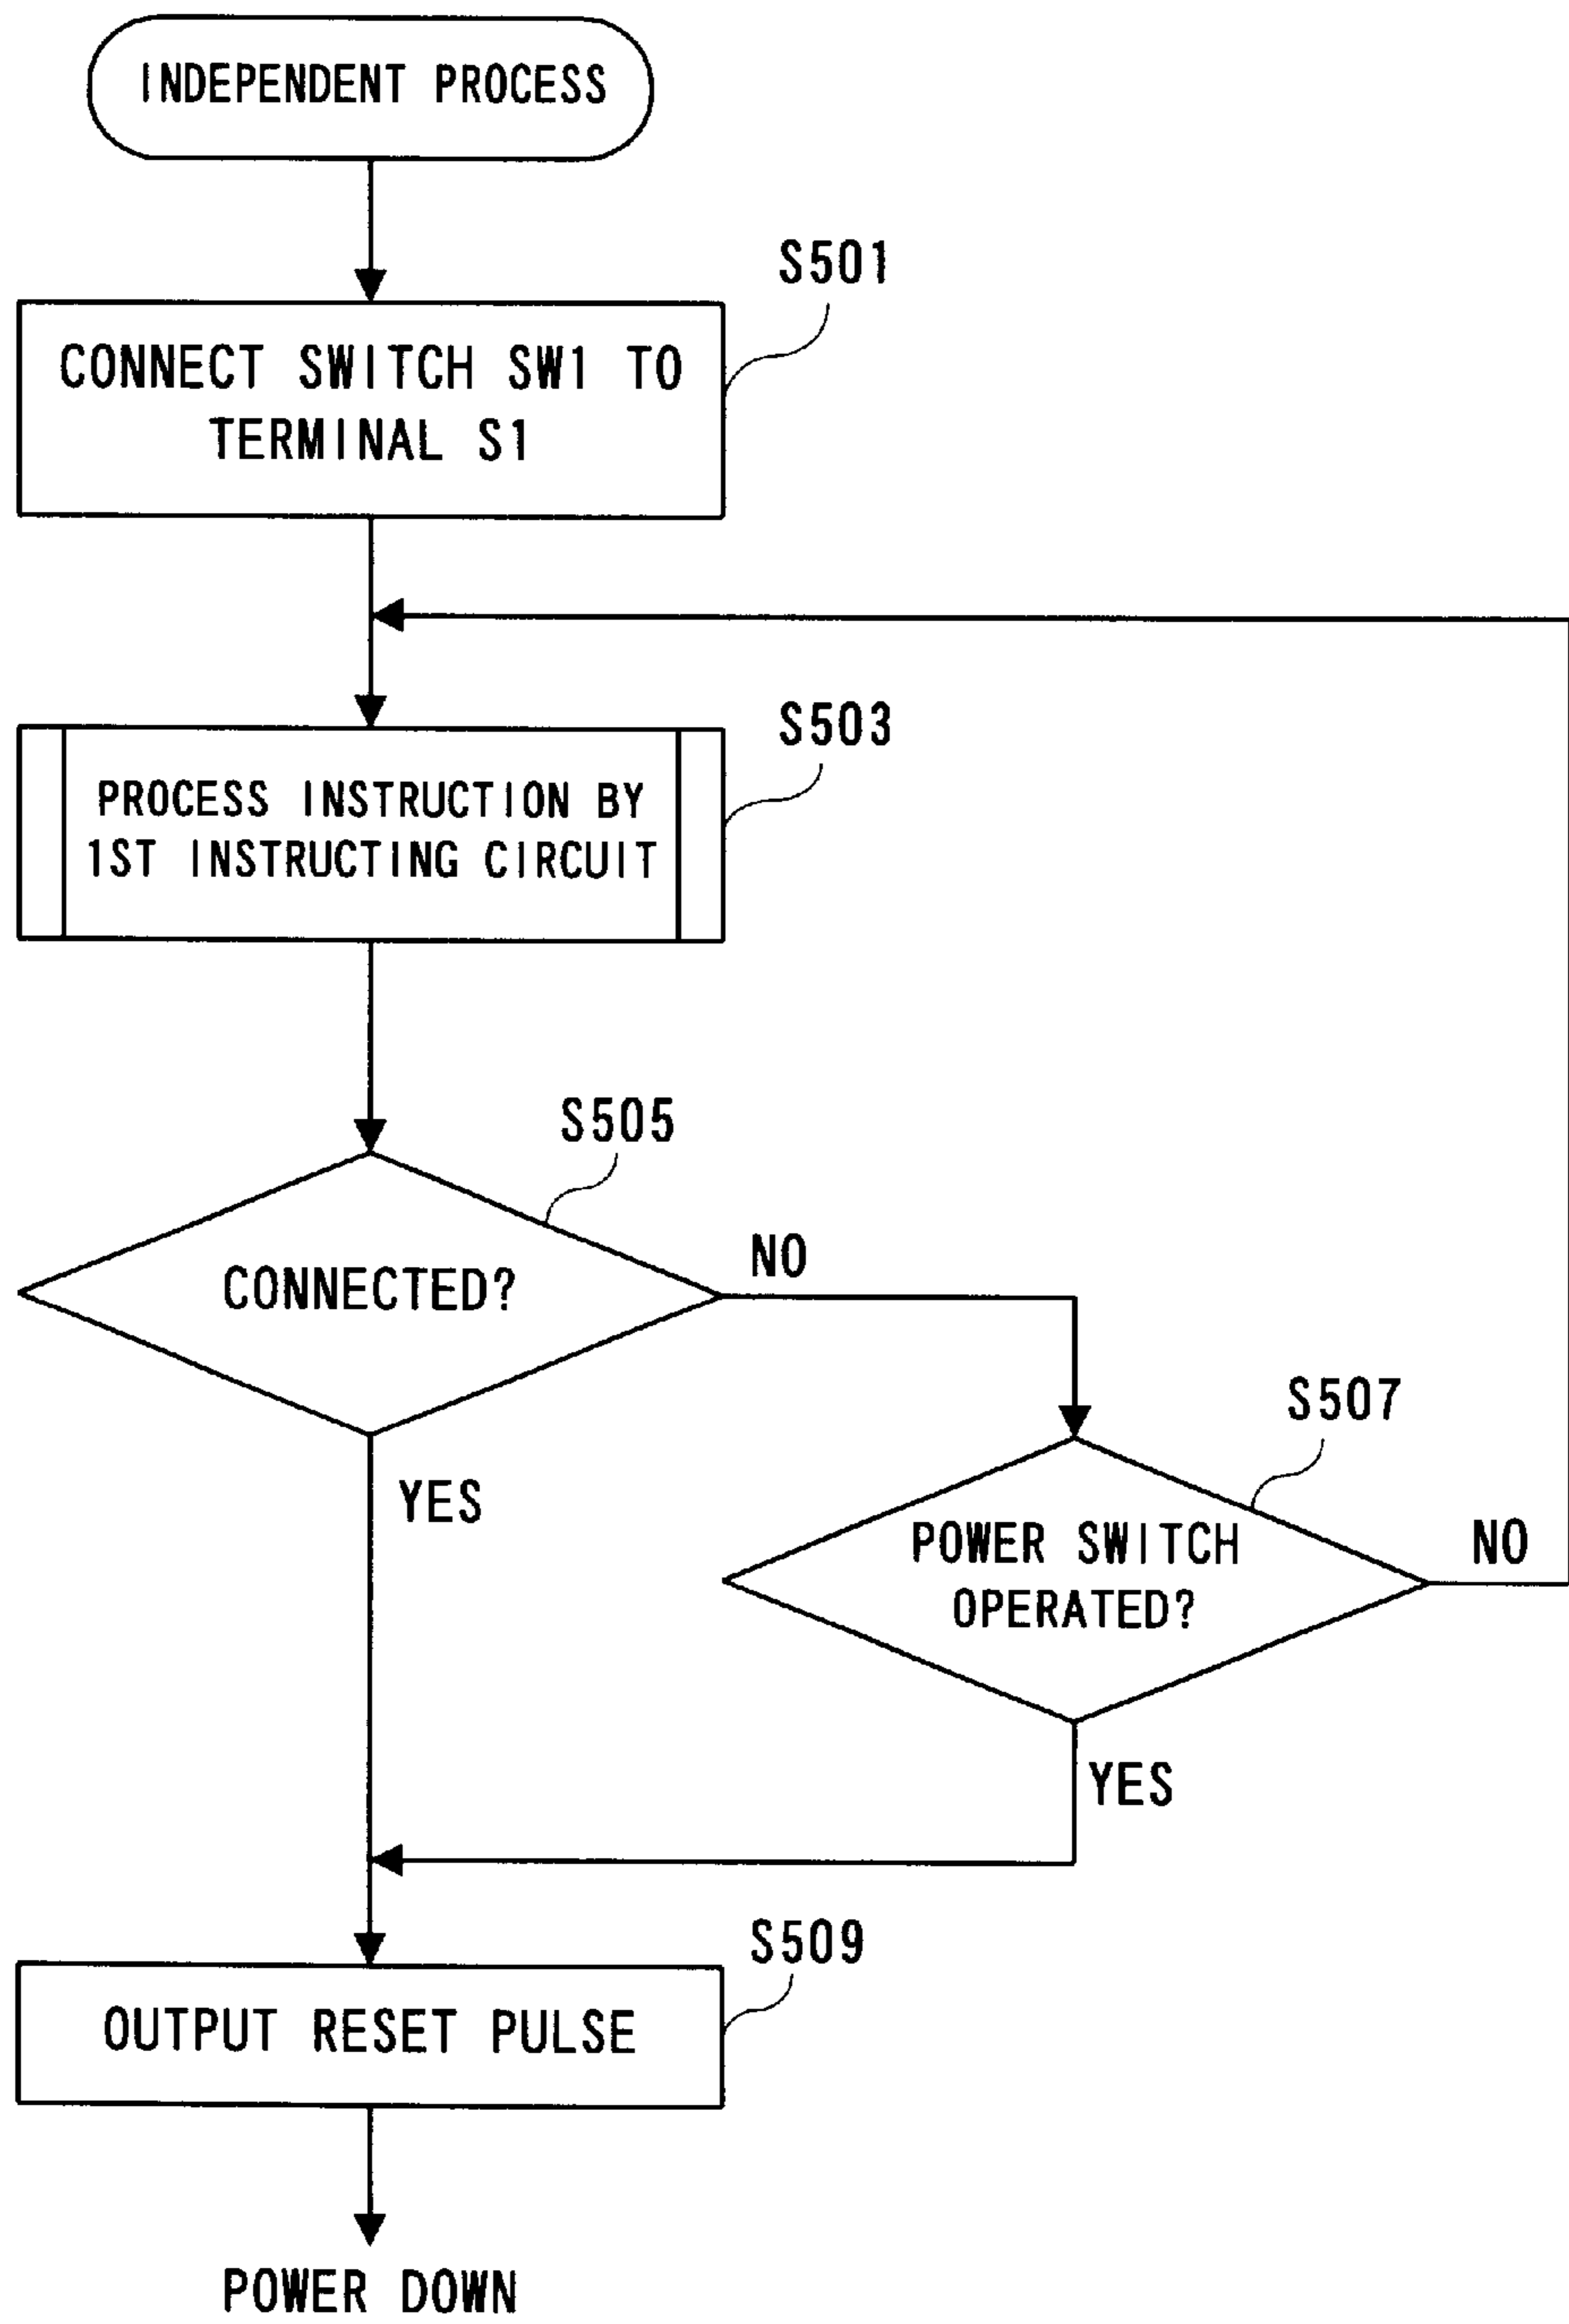 INDEPENDENT PROCESS
S501
CONNECT SWITCH SW1 TO
TERMINAL S1
S503
PROCESS INSTRUCTION BY
1ST INSTRUCTING CIRCUIT
S505
CONNECTED?
NO
S507
YES
POWER SWITCH
OPERATED?
NO
YES
S509
OUTPUT RESET PULSE
POWER DOWN